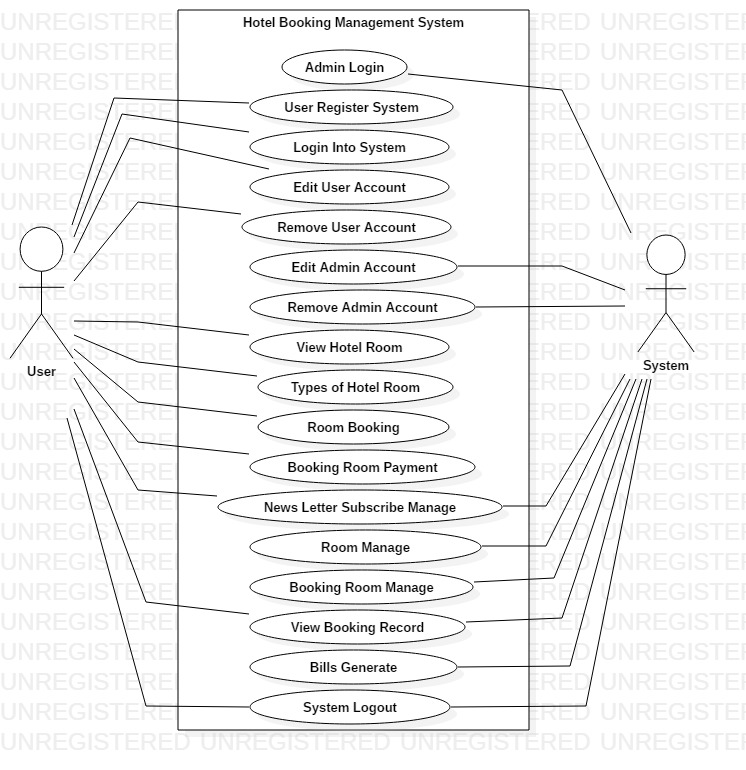 Hotel Booking Management System
Admin Login
User Register System
Login Into System
Edit User Account
Remove User Account
Edit Admin Account
Remove Admin Account
View Hotel Room
User
System
Types of Hotel Room
Room Booking
Booking Room Payment
News Letter Subscribe Manage
Room Manage
Booking Room Manage
View Booking Record
Bills Generate
System Logout
UNREGISTERED UNREGISTERED UNREGISTERED UNREGISTERED